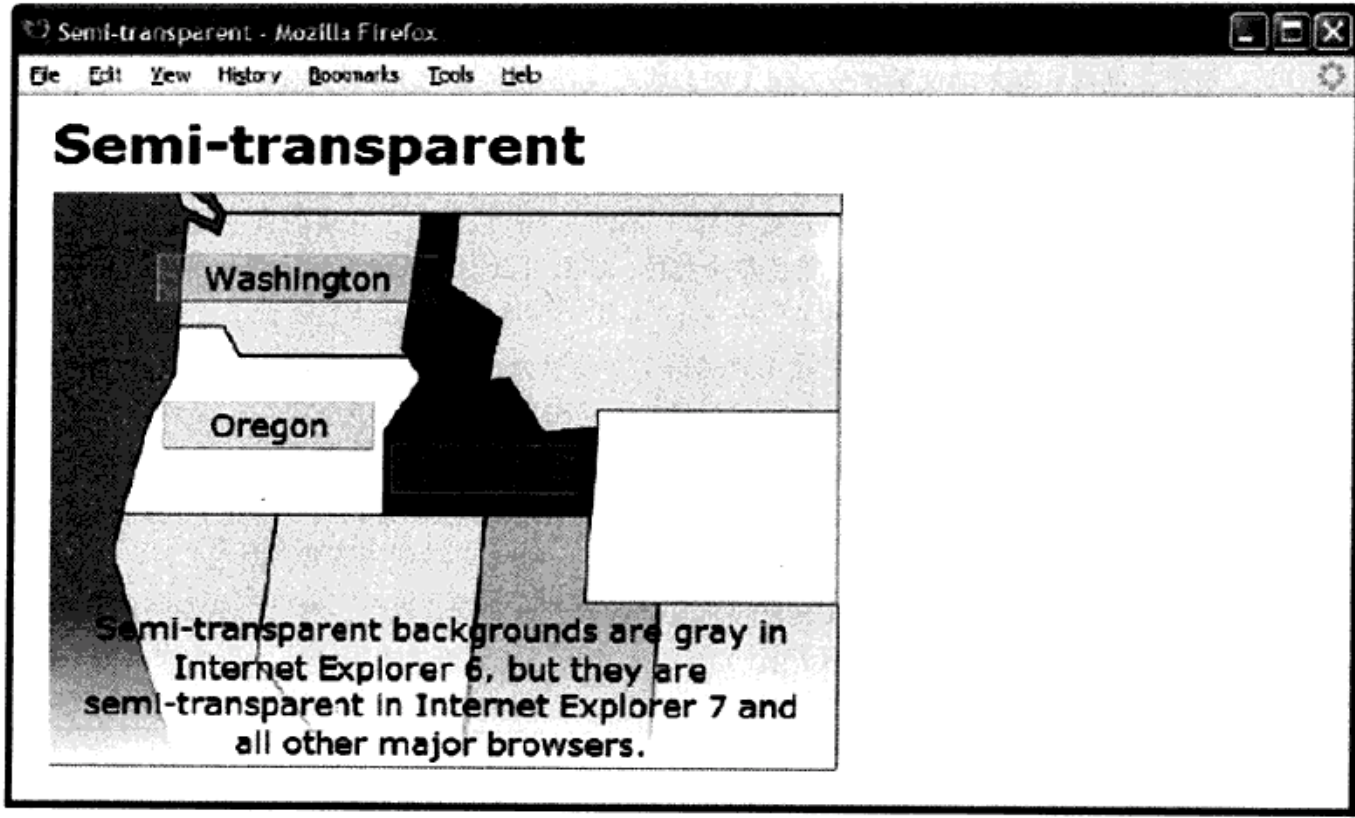 Semi-transparent - Mozilla Firefox
File Edit View History Bookmarks Tools Help
Semi-transparent
Washington
Oregon
Semi-transparent backgrounds are gray in
Internet Explorer 6, but they are
semi-transparent in Internet Explorer 7 and
all other major browsers.